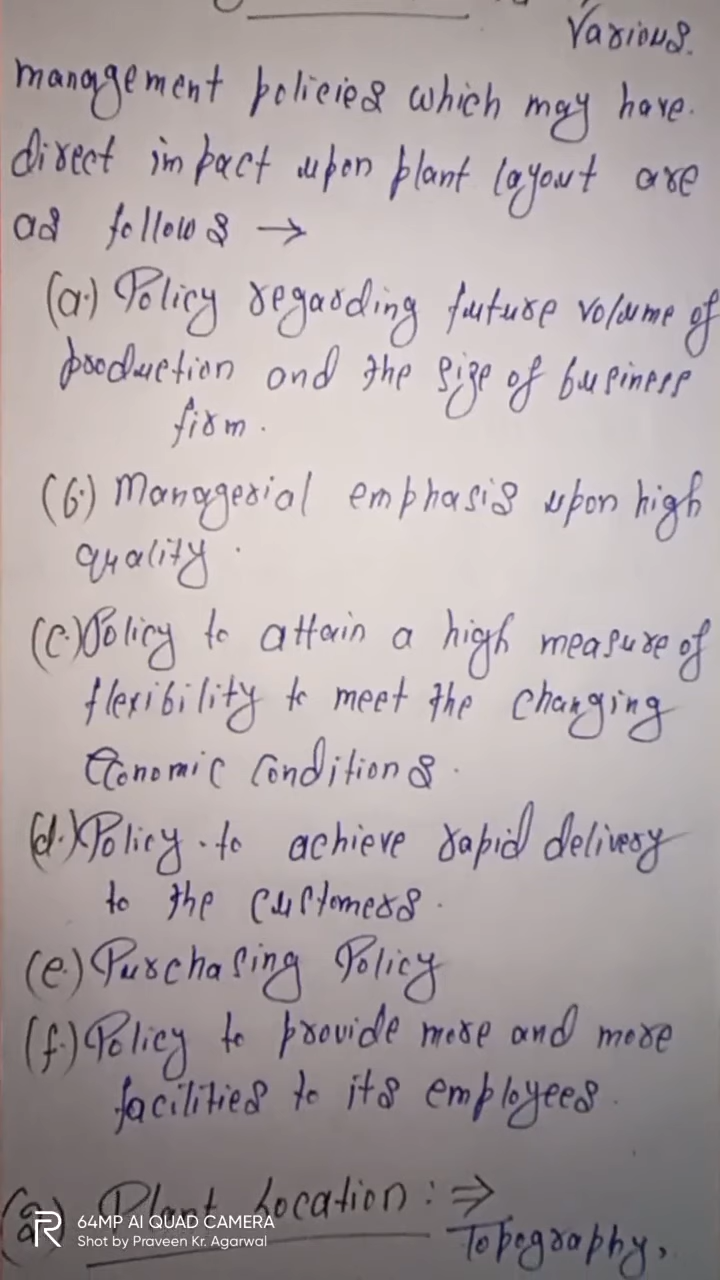 Various.
management policies which may have.
direct impact upon plant layout are
as follows →
(a.) Policy regarding future volume of
production and the size of business
firm.
(b.) Managerial emphasis upon high
quality.
(c.) Policy to attain a high measure of
flexibility to meet the changing
Economic Conditions.
(d.) Policy to achieve rapid delivery
to the customers.
(e.) Purchasing Policy
(f.) Policy to provide more and more
facilities to its employees.
Plant Location : ⇒
Topography,
R 64MP AI QUAD CAMERA
Shot by Praveen Kr. Agarwal